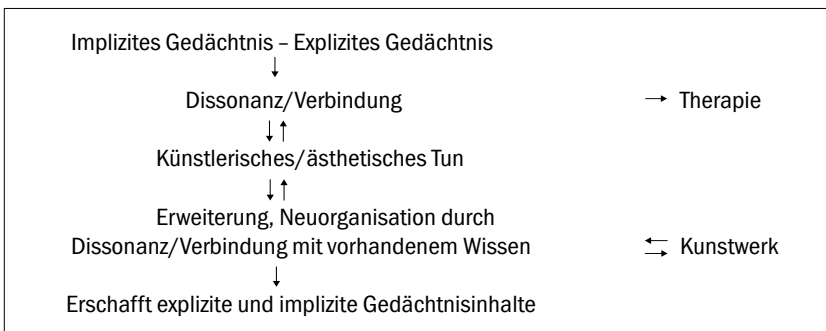 Implizites Gedächtnis – Explizites Gedächtnis
↓
Dissonanz/Verbindung → Therapie
↓↑
Künstlerisches/ästhetisches Tun
↓↑
Erweiterung, Neuorganisation durch
Dissonanz/Verbindung mit vorhandenem Wissen ⇆ Kunstwerk
↓
Erschafft explizite und implizite Gedächtnisinhalte